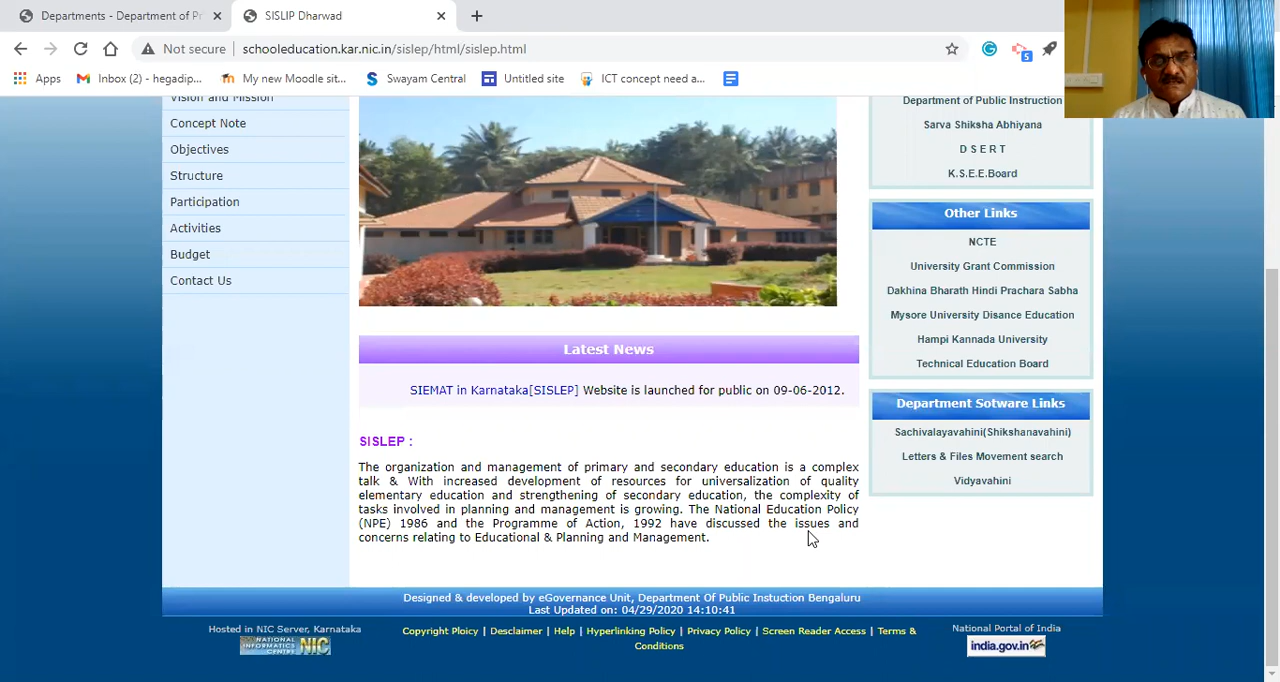 Departments - Department of Pr
SISLIP Dharwad
Not secure
schooleducation.kar.nic.in/sislep/html/sislep.html
Apps
Inbox (2) - hegadip...
My new Moodle sit...
Swayam Central
Untitled site
ICT concept need a...
5
Vision and Mission
Concept Note
Objectives
Structure
Participation
Activities
Budget
Contact Us
Latest News
SIEMAT in Karnataka[SISLEP] Website is launched for public on 09-06-2012.
SISLEP :
The organization and management of primary and secondary education is a complex
talk & With increased development of resources for universalization of quality
elementary education and strengthening of secondary education, the complexity of
tasks involved in planning and management is growing. The National Education Policy
(NPE) 1986 and the Programme of Action, 1992 have discussed the issues and
concerns relating to Educational & Planning and Management.
Department of Public Instruction
Sarva Shiksha Abhiyana
D S E R T
K.S.E.E.Board
Other Links
NCTE
University Grant Commission
Dakhina Bharath Hindi Prachara Sabha
Mysore University Disance Education
Hampi Kannada University
Technical Education Board
Department Sotware Links
Sachivalayavahini(Shikshanavahini)
Letters & Files Movement search
Vidyavahini
Designed & developed by eGovernance Unit, Department Of Public Instuction Bengaluru
Last Updated on: 04/29/2020 14:10:41
Hosted in NIC Server, Karnataka
NATIONAL
INFORMATICS
CENTRE
NIC
Copyright Ploicy | Disclaimer | Help | Hyperlinking Policy | Privacy Policy | Screen Reader Access | Terms &
Conditions
National Portal of India
india.gov.in